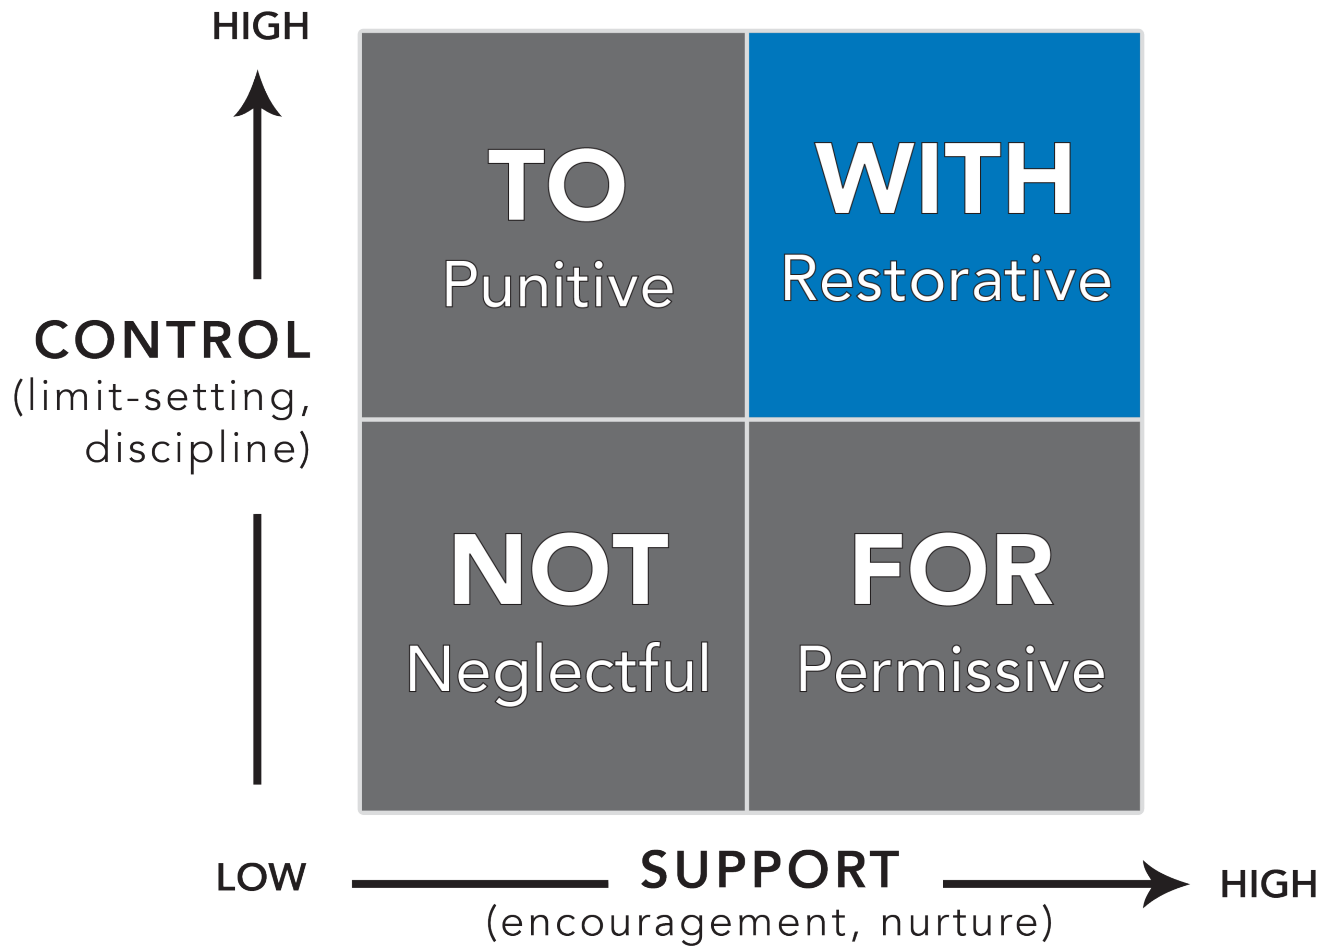 HIGH
TO
Punitive
WITH
Restorative
CONTROL
(limit-setting,
discipline)
NOT
Neglectful
FOR
Permissive
LOW
SUPPORT
(encouragement, nurture)
HIGH